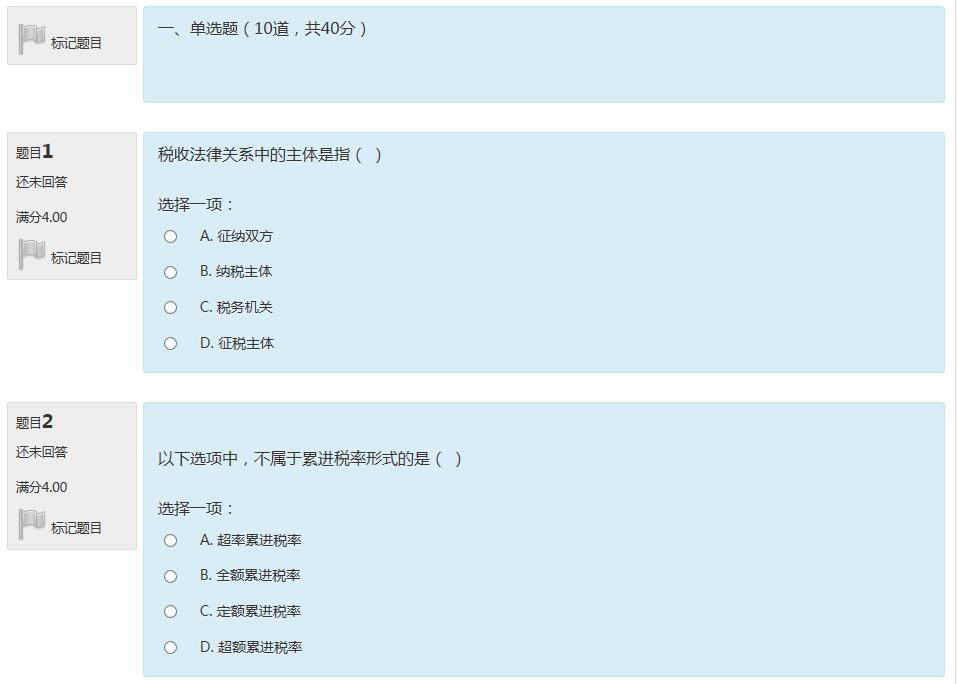 标记题目
一、单选题（10道，共40分）
题目1
还未回答
满分4.00
标记题目
税收法律关系中的主体是指（  ）
选择一项：
A. 征纳双方
B. 纳税主体
C. 税务机关
D. 征税主体
题目2
还未回答
满分4.00
标记题目
以下选项中，不属于累进税率形式的是（  ）
选择一项：
A. 超率累进税率
B. 全额累进税率
C. 定额累进税率
D. 超额累进税率